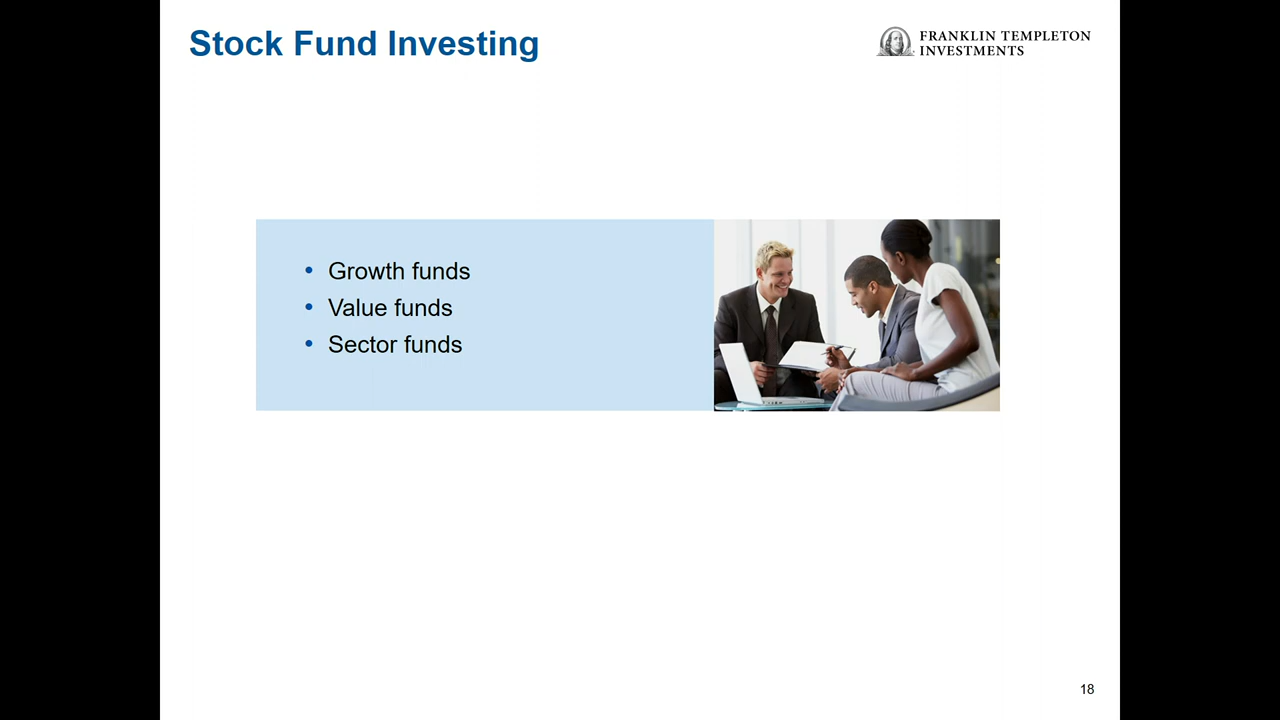 Stock Fund Investing
FRANKLIN TEMPLETON
INVESTMENTS
• Growth funds
• Value funds
• Sector funds
18